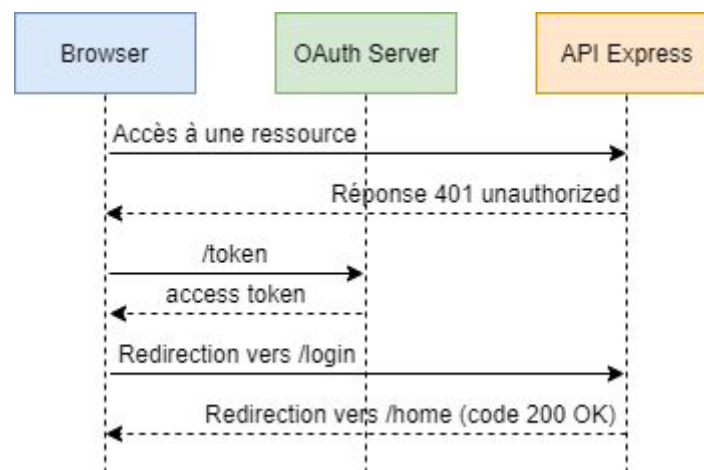 Browser
OAuth Server
API Express
Accès à une ressource
Réponse 401 unauthorized
/token
access token
Redirection vers /login
Redirection vers /home (code 200 OK)